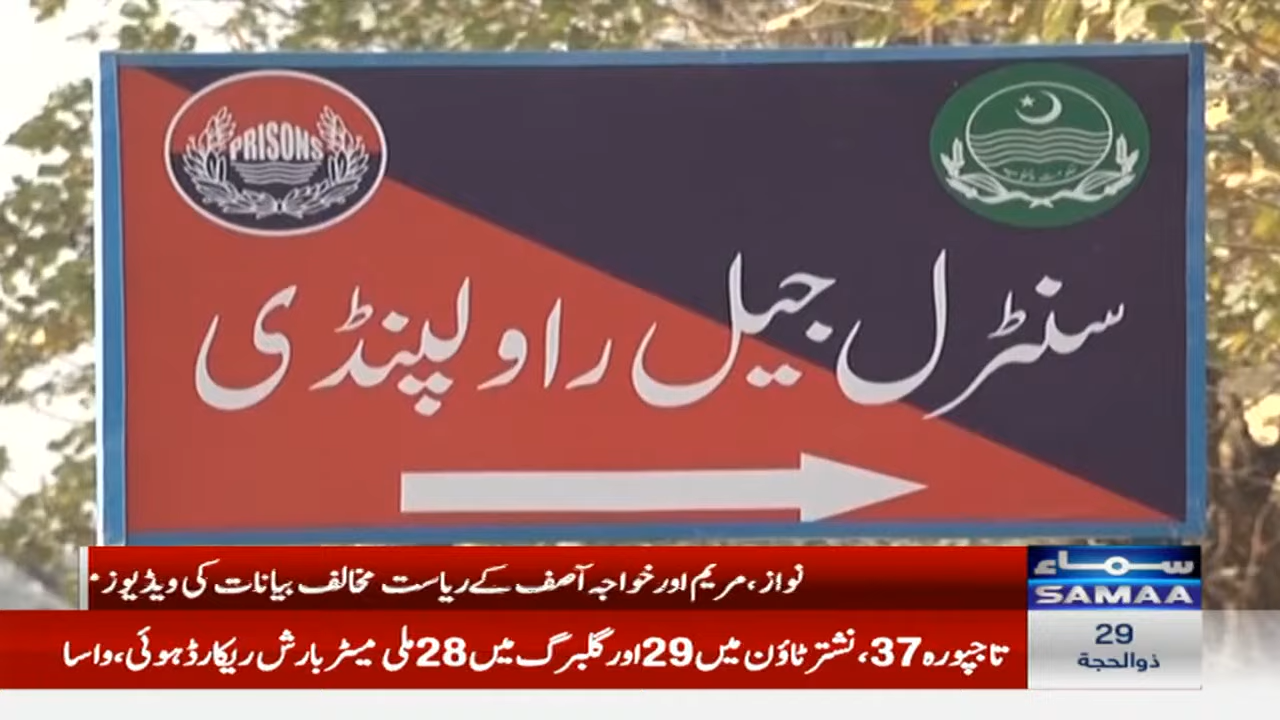 PRISONS
سنٹرل جیل راولپنڈی
نواز، مریم اور خواجہ آصف کے ریاست مخالف بیانات کی ویڈیوز
سماء
SAMAA
تاجپورہ 37، نشتر ٹاؤن میں 29 اور گلبرگ میں 28 ملی میٹر بارش ریکارڈ ہوئی، واسا
29
ذوالحجة